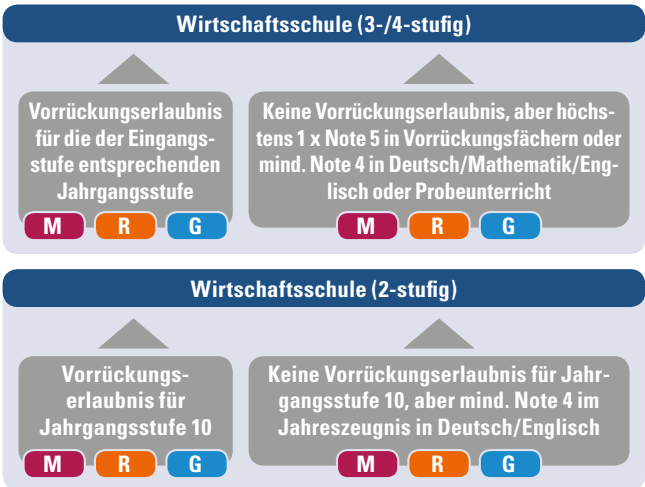 Wirtschaftsschule (3-/4-stufig)
Vorrückungserlaubnis
für die der Eingangs-
stufe entsprechenden
Jahrgangsstufe
M R G
Keine Vorrückungserlaubnis, aber höchs-
tens 1 x Note 5 in Vorrückungsfächern oder
mind. Note 4 in Deutsch/Mathematik/Eng-
lisch oder Probeunterricht
M R G
Wirtschaftsschule (2-stufig)
Vorrückungs-
erlaubnis für
Jahrgangsstufe 10
M R G
Keine Vorrückungserlaubnis für Jahr-
gangsstufe 10, aber mind. Note 4 im
Jahreszeugnis in Deutsch/Englisch
M R G